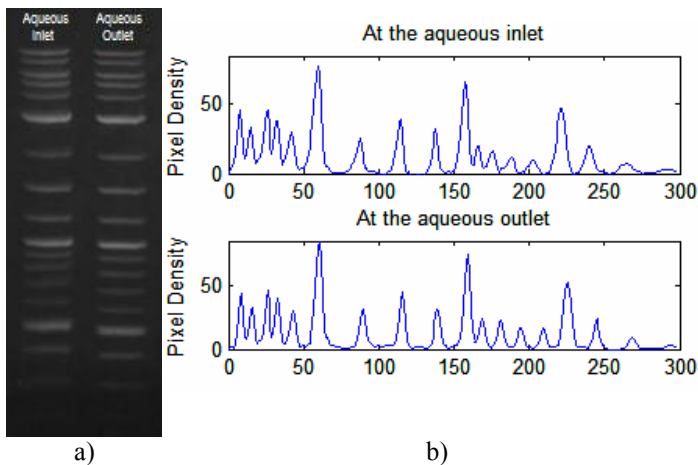 Aqueous Inlet
Aqueous Outlet
At the aqueous inlet
Pixel Density
50
0
0 50 100 150 200 250 300
At the aqueous outlet
Pixel Density
50
0
0 50 100 150 200 250 300
a) b)